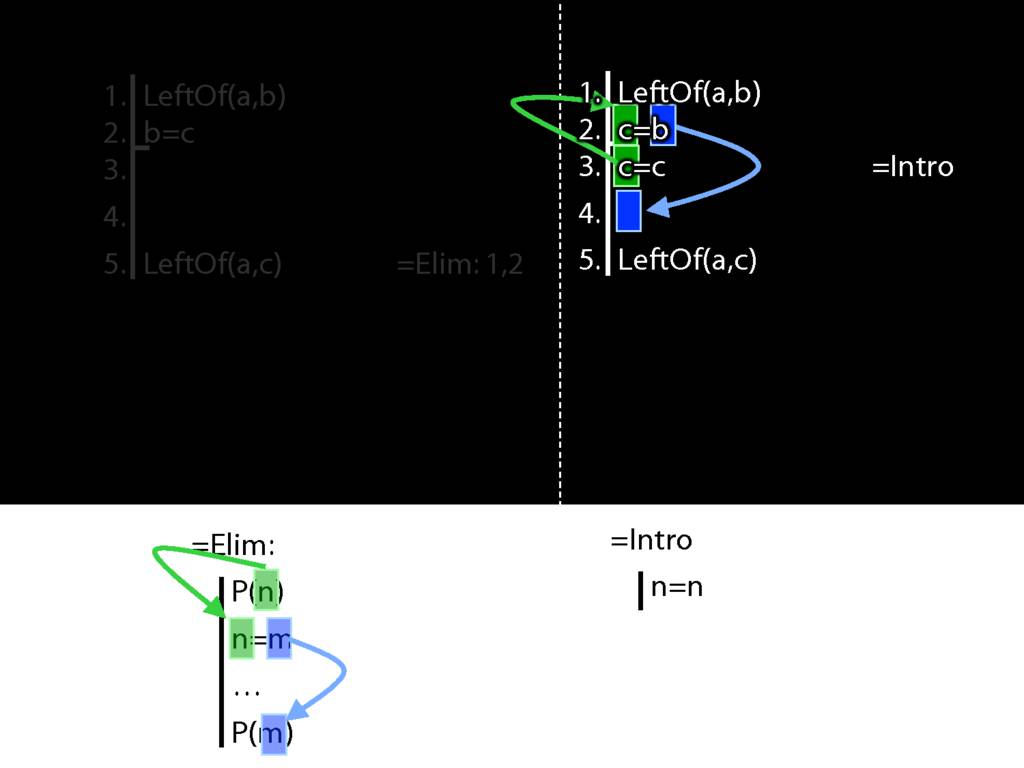 1. LeftOf(a,b)
2. b=c
3.
4.
5. LeftOf(a,c) =Elim: 1,2
1. LeftOf(a,b)
2. c=b
3. c=c =Intro
4.
5. LeftOf(a,c)
=Elim:
P(n)
n=m
…
P(m)
=Intro
n=n